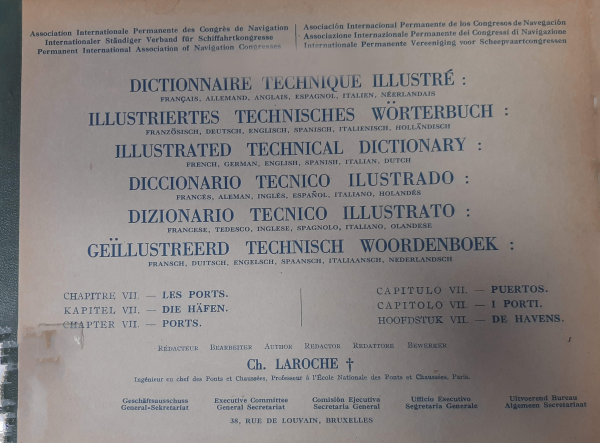 Association Internationale Permanente des Congrès de Navigation
Internationaler Ständiger Verband für Schiffahrtkongresse
Permanent International Association of Navigation Congresses
Asociación Internacional Permanente de los Congresos de Navegación
Associazione Internazionale Permanente dei Congressi di Navigazione
Internationale Permanente Vereeniging voor Scheepvaartcongressen
DICTIONNAIRE TECHNIQUE ILLUSTRÉ :
FRANÇAIS, ALLEMAND, ANGLAIS, ESPAGNOL, ITALIEN, NÉERLANDAIS
ILLUSTRIERTES TECHNISCHES WÖRTERBUCH :
FRANZÖSISCH, DEUTSCH, ENGLISCH, SPANISCH, ITALIENISCH, HOLLÄNDISCH
ILLUSTRATED TECHNICAL DICTIONARY :
FRENCH, GERMAN, ENGLISH, SPANISH, ITALIAN, DUTCH
DICCIONARIO TECNICO ILUSTRADO :
FRANCÉS, ALEMAN, INGLÉS, ESPAÑOL, ITALIANO, HOLANDÉS
DIZIONARIO TECNICO ILLUSTRATO :
FRANCESE, TEDESCO, INGLESE, SPAGNOLO, ITALIANO, OLANDESE
GEÏLLUSTREERD TECHNISCH WOORDENBOEK :
FRANSCH, DUITSCH, ENGELSCH, SPAANSCH, ITALIAANSCH, NEDERLANDSCH
CHAPITRE VII. — LES PORTS.
KAPITEL VII. — DIE HÄFEN.
CHAPTER VII. — PORTS.
CAPITULO VII. — PUERTOS.
CAPITOLO VII. — I PORTI.
HOOFDSTUK VII. — DE HAVENS.
RÉDACTEUR BEARBEITER AUTHOR REDACTOR REDATTORE BEWERKER
Ch. LAROCHE †
Ingénieur en chef des Ponts et Chaussées, Professeur à l'École Nationale des Ponts et Chaussées, Paris.
Geschäftsausschuss Executive Committee Comisión Ejecutiva Ufficio Esecutivo Uitvoerend Bureau
General-Sekretariat General Secretariat Secretaria General Segretaria Generale Algemeen Secretariaat
38, RUE DE LOUVAIN, BRUXELLES